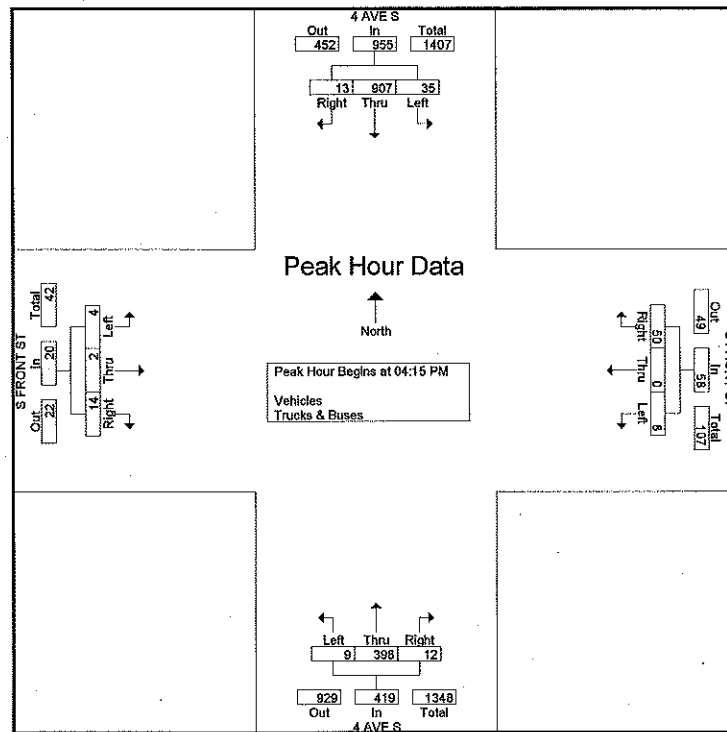 4 AVE S
Out In Total
452 955 1407
13 907 35
Right Thru Left
Peak Hour Data
North
Peak Hour Begins at 04:15 PM
Vehicles
Trucks & Buses
S FRONT ST
Total In Out
42 20 22
4 2 14
Left Thru Right
Right Thru Left
50 0 8
Out In Total
49 58 107
Left Thru Right
9 398 12
929 419 1348
Out In Total
4 AVE S